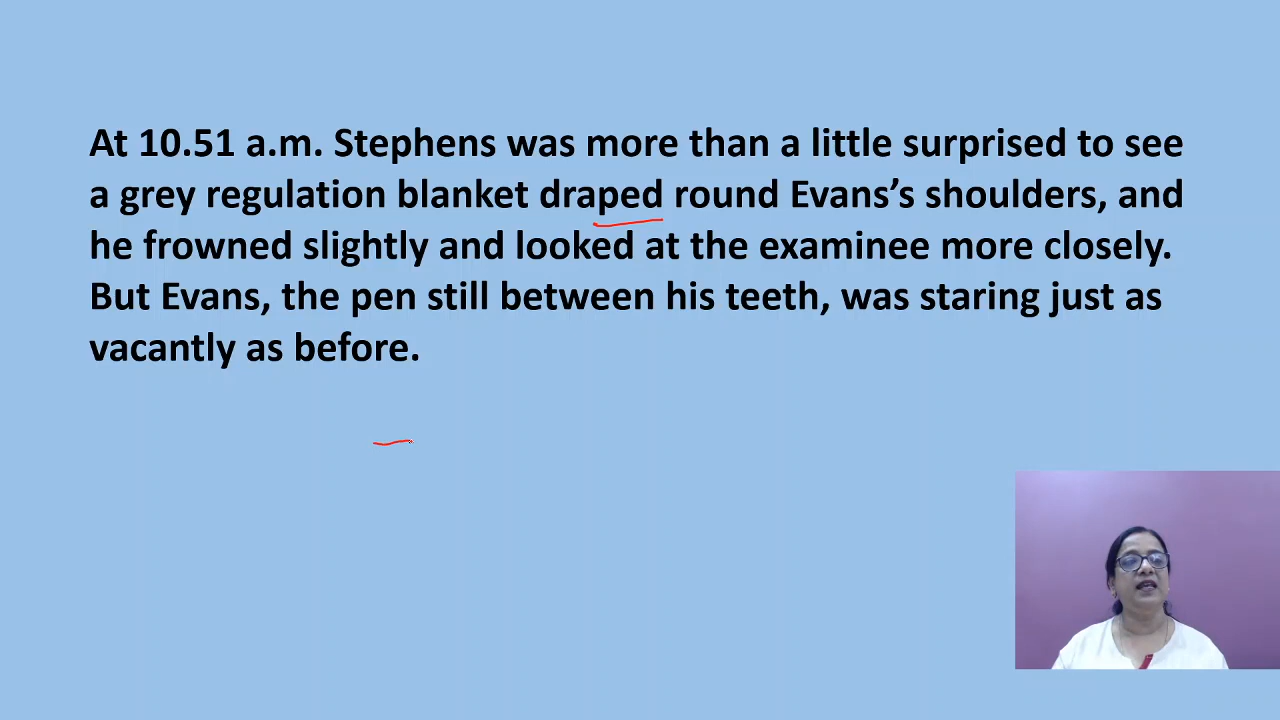 At 10.51 a.m. Stephens was more than a little surprised to see
a grey regulation blanket draped round Evans’s shoulders, and
he frowned slightly and looked at the examinee more closely.
But Evans, the pen still between his teeth, was staring just as
vacantly as before.